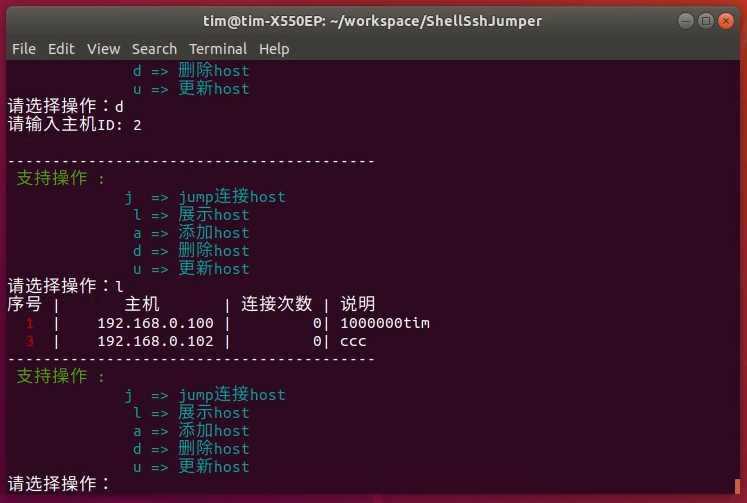 tim@tim-X550EP: ~/workspace/ShellSshJumper
File Edit View Search Terminal Help
d => 删除host
u => 更新host
请选择操作：d
请输入主机ID: 2
-----------------------------------------
支持操作 :
j  => jump连接host
l => 展示host
a => 添加host
d => 删除host
u => 更新host
请选择操作：l
序号 |       主机       | 连接次数 | 说明
1  |    192.168.0.100 |         0| 1000000tim
3  |    192.168.0.102 |         0| ccc
-----------------------------------------
支持操作 :
j  => jump连接host
l => 展示host
a => 添加host
d => 删除host
u => 更新host
请选择操作：